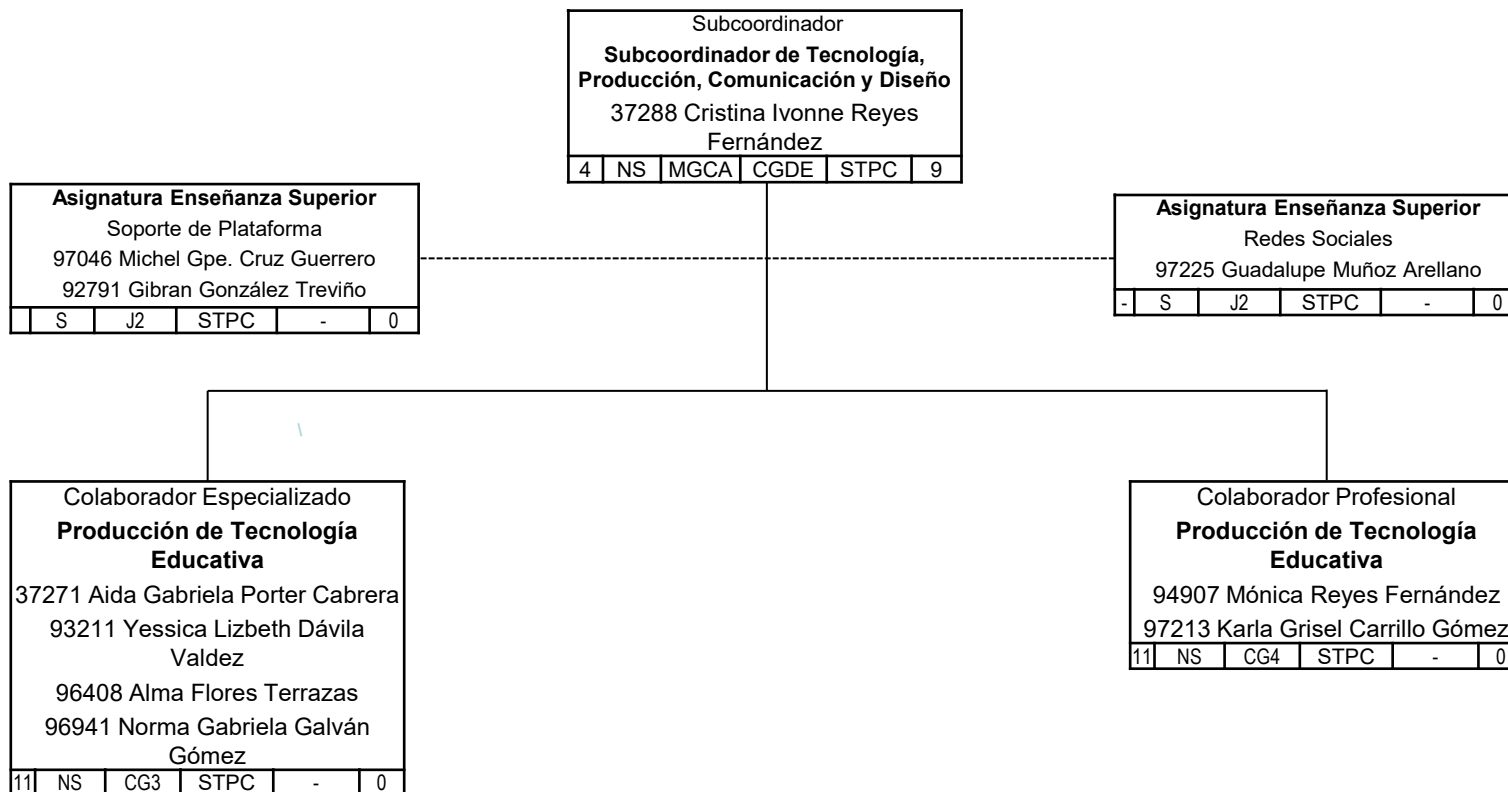 Subcoordinador
Subcoordinador de Tecnología,
Producción, Comunicación y Diseño
37288 Cristina Ivonne Reyes
Fernández
4 NS MGCA CGDE STPC 9
Asignatura Enseñanza Superior
Soporte de Plataforma
97046 Michel Gpe. Cruz Guerrero
92791 Gibran González Treviño
S J2 STPC - 0
Asignatura Enseñanza Superior
Redes Sociales
97225 Guadalupe Muñoz Arellano
- S J2 STPC - 0
\
Colaborador Especializado
Producción de Tecnología
Educativa
37271 Aida Gabriela Porter Cabrera
93211 Yessica Lizbeth Dávila
Valdez
96408 Alma Flores Terrazas
96941 Norma Gabriela Galván
Gómez
11 NS CG3 STPC - 0
Colaborador Profesional
Producción de Tecnología
Educativa
94907 Mónica Reyes Fernández
97213 Karla Grisel Carrillo Gómez
11 NS CG4 STPC - 0